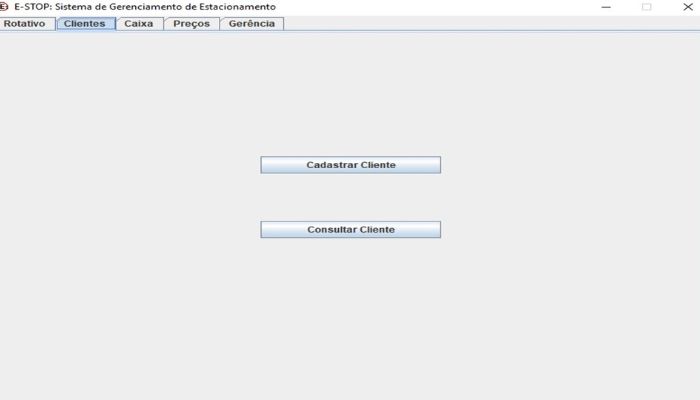 E-STOP: Sistema de Gerenciamento de Estacionamento
Rotativo Clientes Caixa Preços Gerência
Cadastrar Cliente
Consultar Cliente